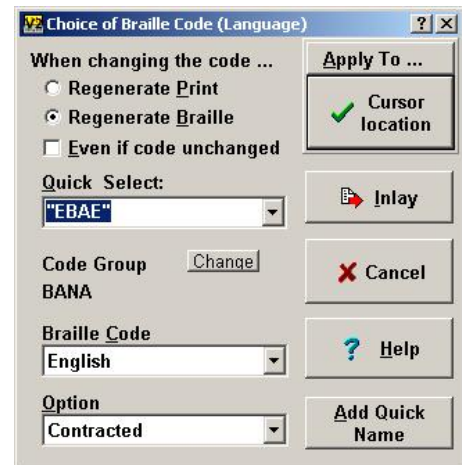 Choice of Braille Code (Language)
When changing the code ...
Regenerate Print
Regenerate Braille
Even if code unchanged
Quick Select:
"EBAE"
Code Group
Change
BANA
Braille Code
English
Option
Contracted
Apply To ...
Cursor
location
Inlay
Cancel
Help
Add Quick
Name